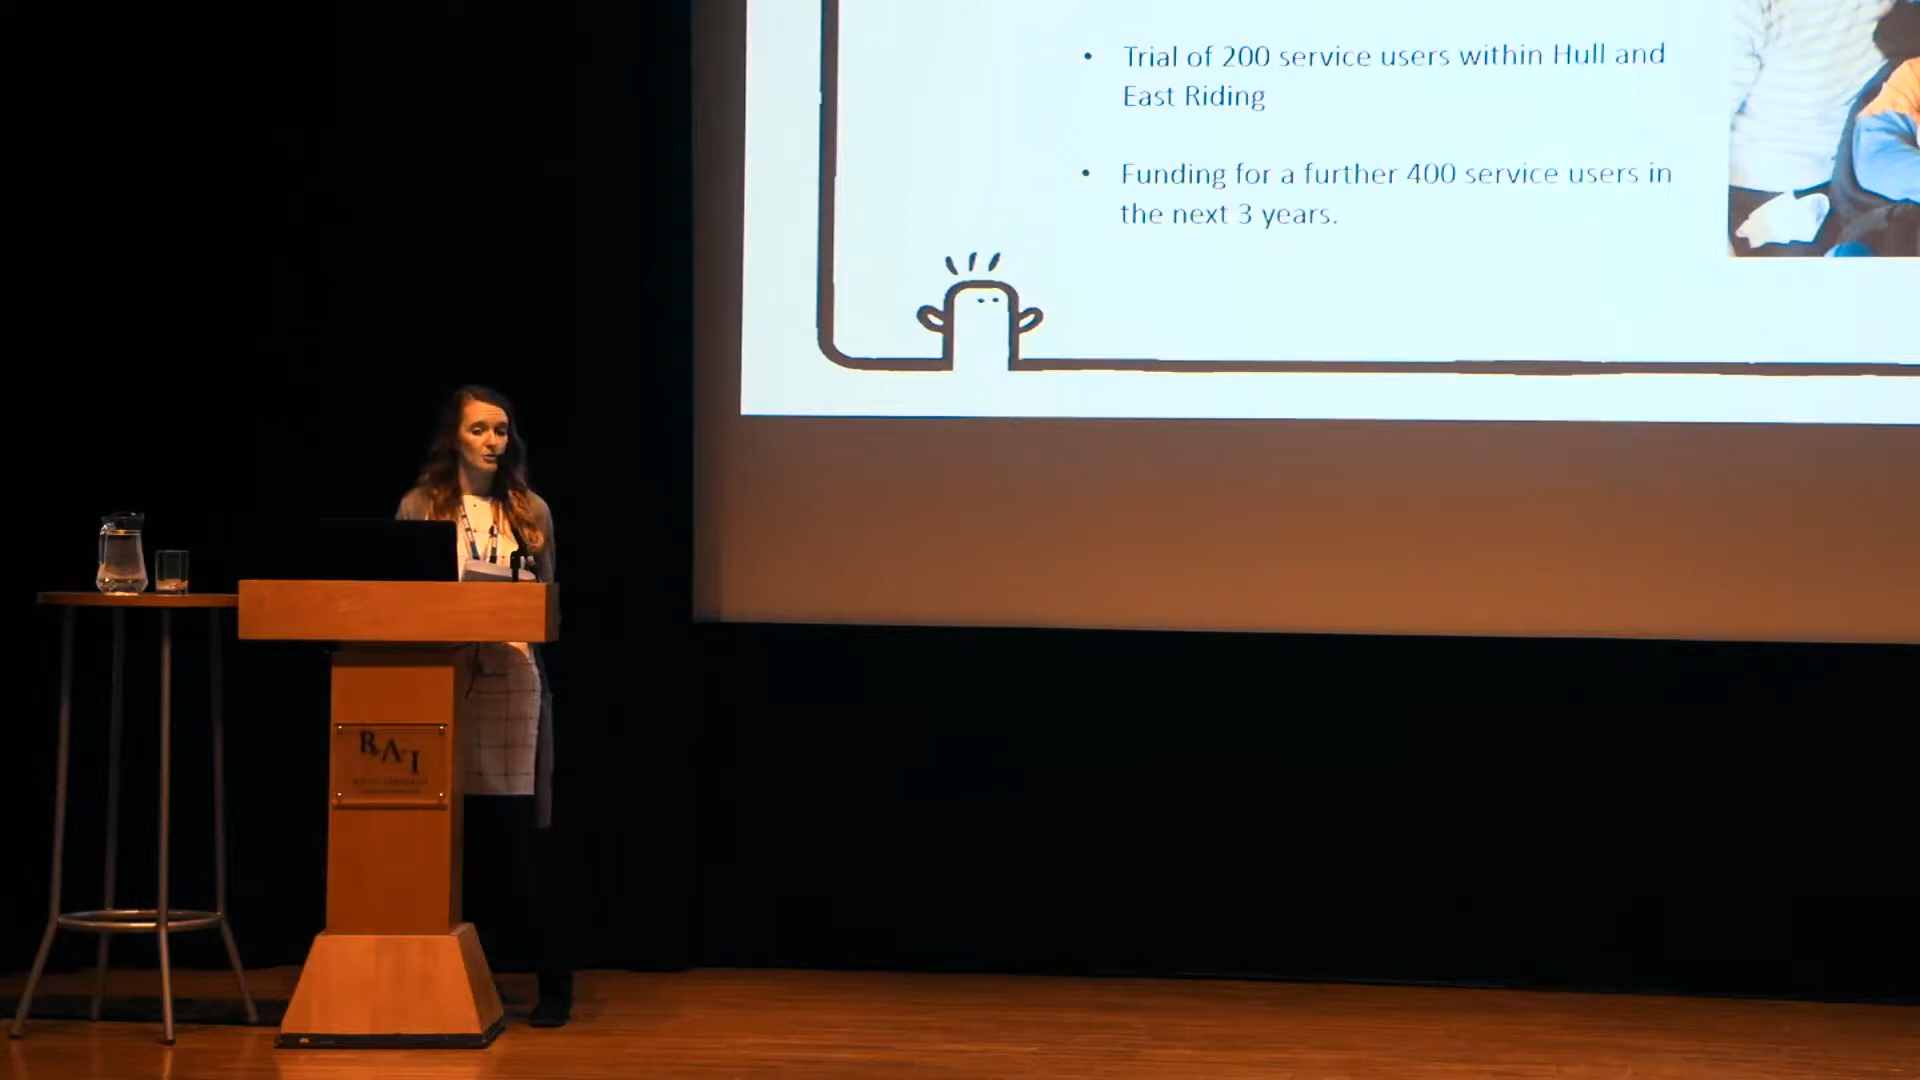 • Trial of 200 service users within Hull and
East Riding
• Funding for a further 400 service users in
the next 3 years.
RAI